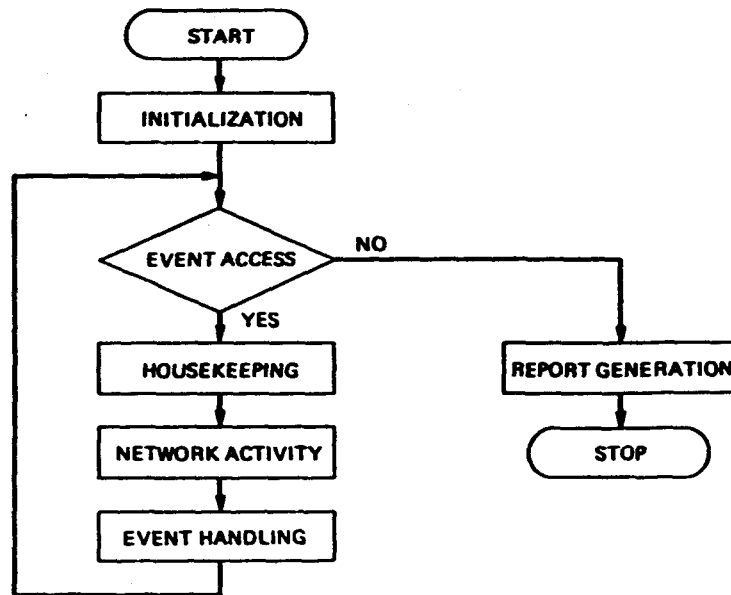 START
INITIALIZATION
EVENT ACCESS
NO
YES
HOUSEKEEPING
REPORT GENERATION
NETWORK ACTIVITY
STOP
EVENT HANDLING